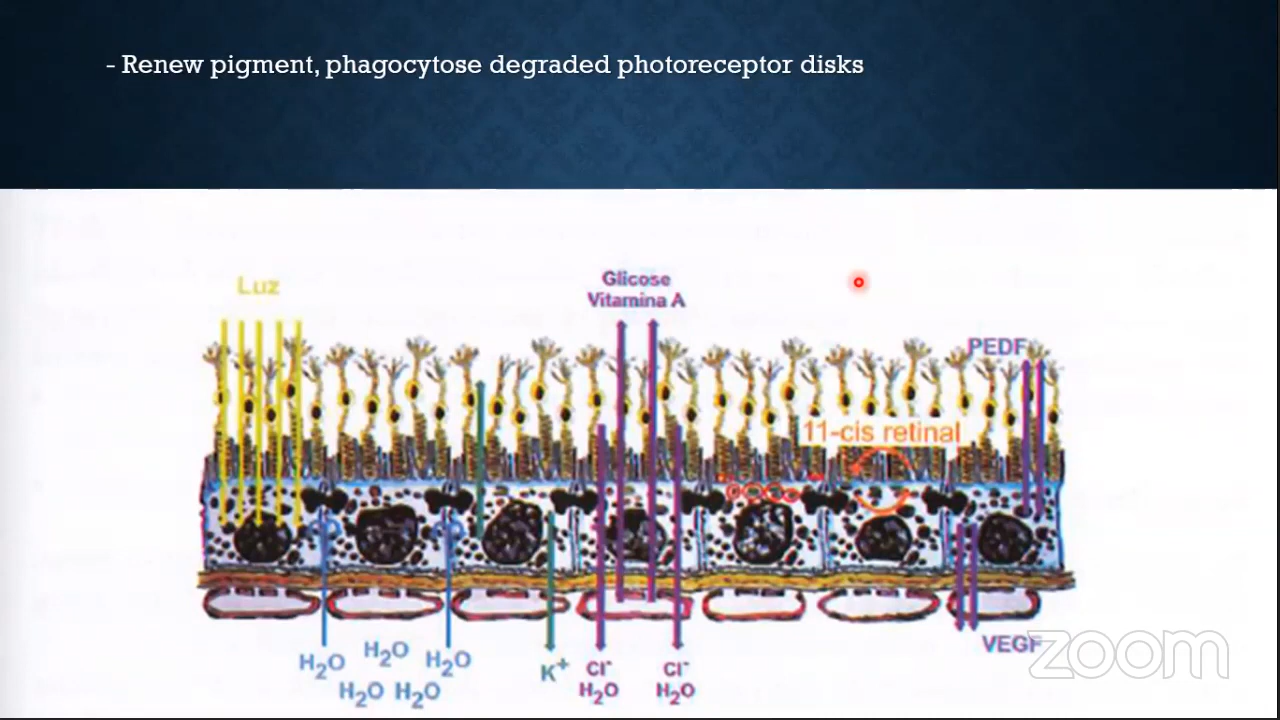 - Renew pigment, phagocytose degraded photoreceptor disks
Luz
Glicose
Vitamina A
PEDF
11-cis retinal
H₂O
H₂O
H₂O
H₂O
H₂O
K⁺
Cl⁻
H₂O
Cl⁻
H₂O
VEGF
zoom